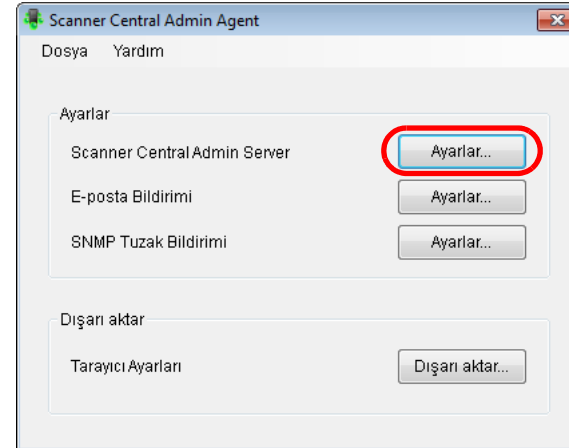 Scanner Central Admin Agent
Dosya Yardım
Ayarlar
Scanner Central Admin Server Ayarlar...
E-posta Bildirimi Ayarlar...
SNMP Tuzak Bildirimi Ayarlar...
Dışarı aktar
Tarayıcı Ayarları Dışarı aktar...